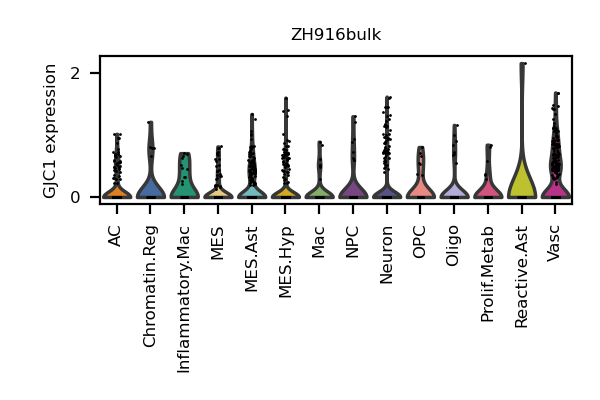 ZH916bulk
GJC1 expression
2
0
AC
Chromatin.Reg
Inflammatory.Mac
MES
MES.Ast
MES.Hyp
Mac
NPC
Neuron
OPC
Oligo
Prolif.Metab
Reactive.Ast
Vasc